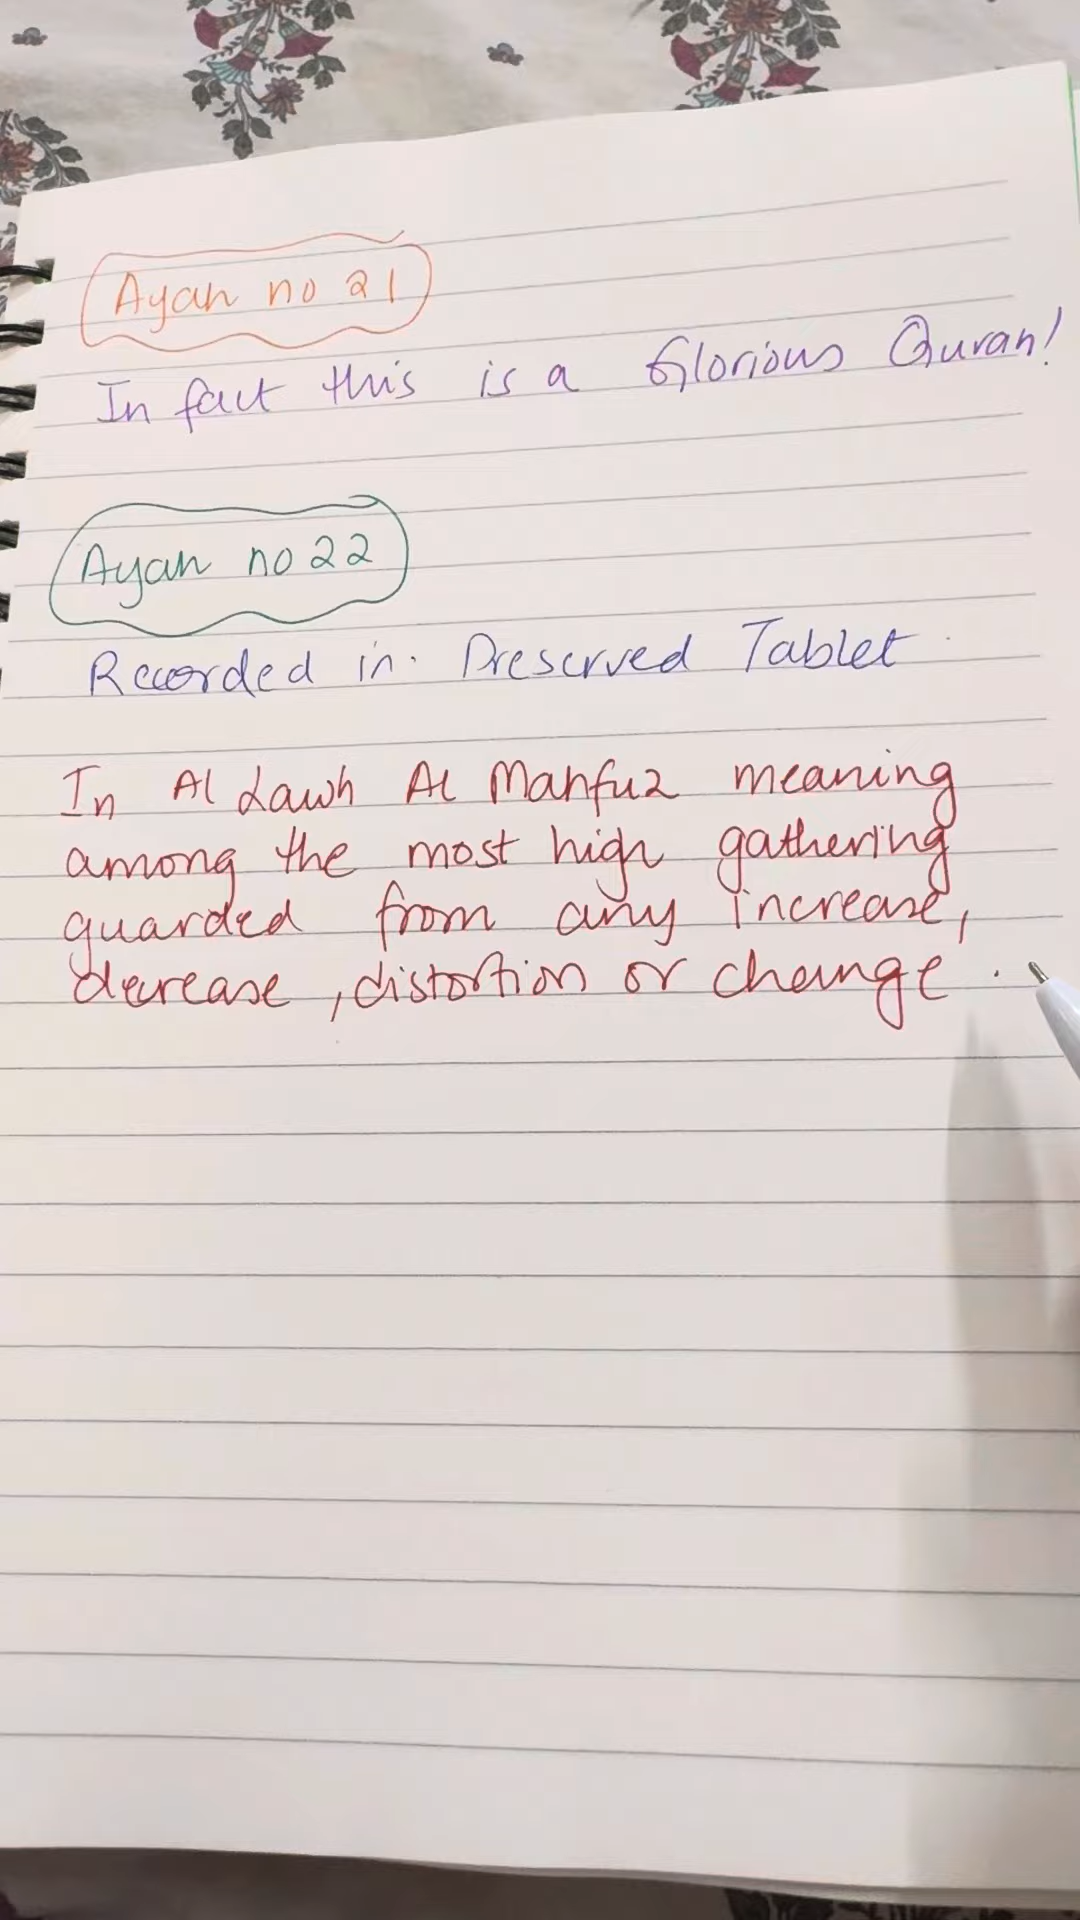 Ayah no 21
In fact this is a Glorious Quran!
Ayah no 22
Recorded in. Preserved Tablet.
In Al Lawh Al Mahfuz meaning
among the most high gathering
guarded from any increase,
decrease, distortion or change.